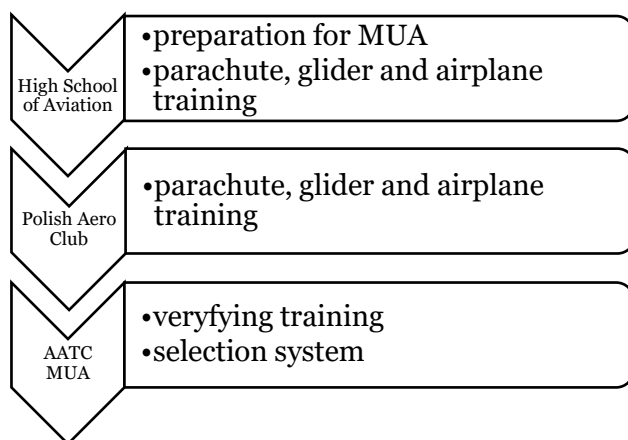 High School
of Aviation
•preparation for MUA
•parachute, glider and airplane
training
Polish Aero
Club
•parachute, glider and airplane
training
AATC
MUA
•veryfying training
•selection system